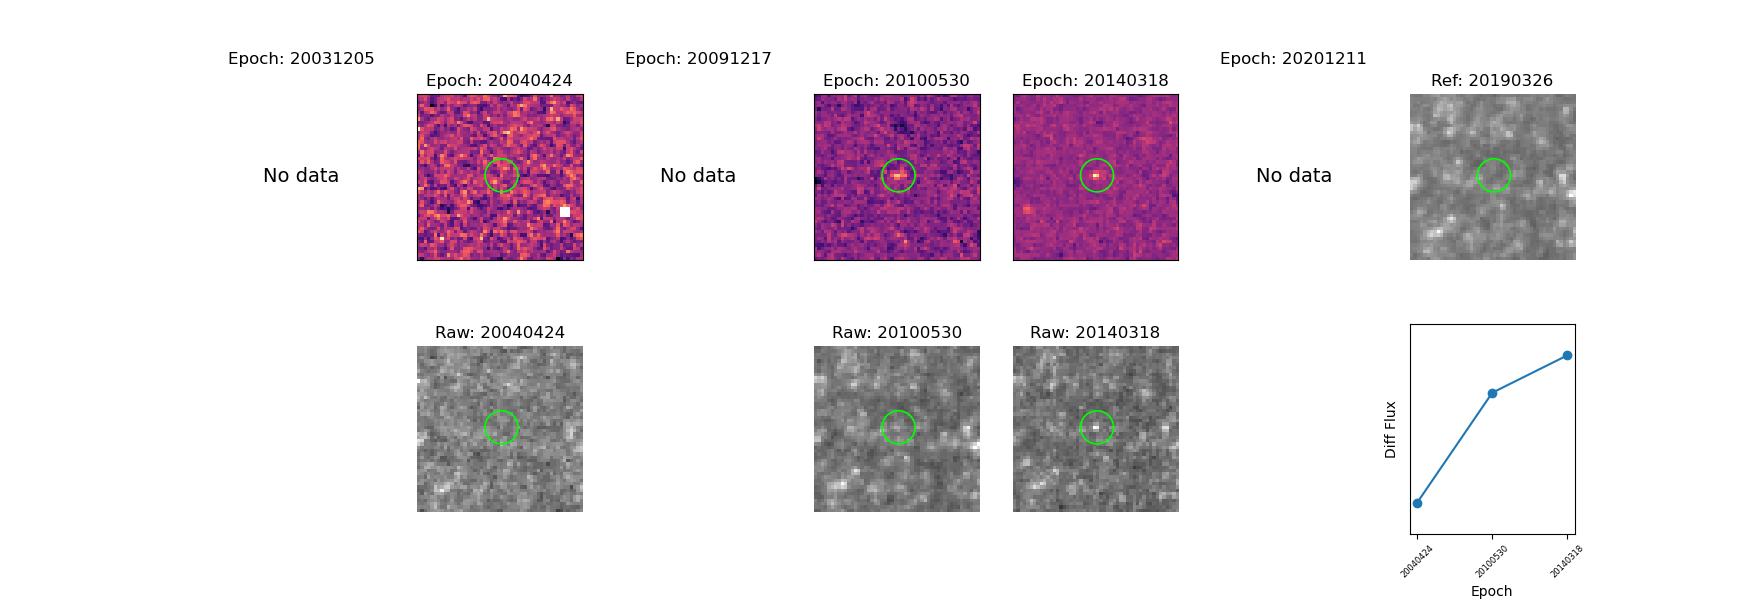 Epoch: 20031205
Epoch: 20040424
Epoch: 20091217
Epoch: 20100530
Epoch: 20140318
Epoch: 20201211
Ref: 20190326
No data
No data
No data
Raw: 20040424
Raw: 20100530
Raw: 20140318
Diff Flux
20040424
20100530
20140318
Epoch